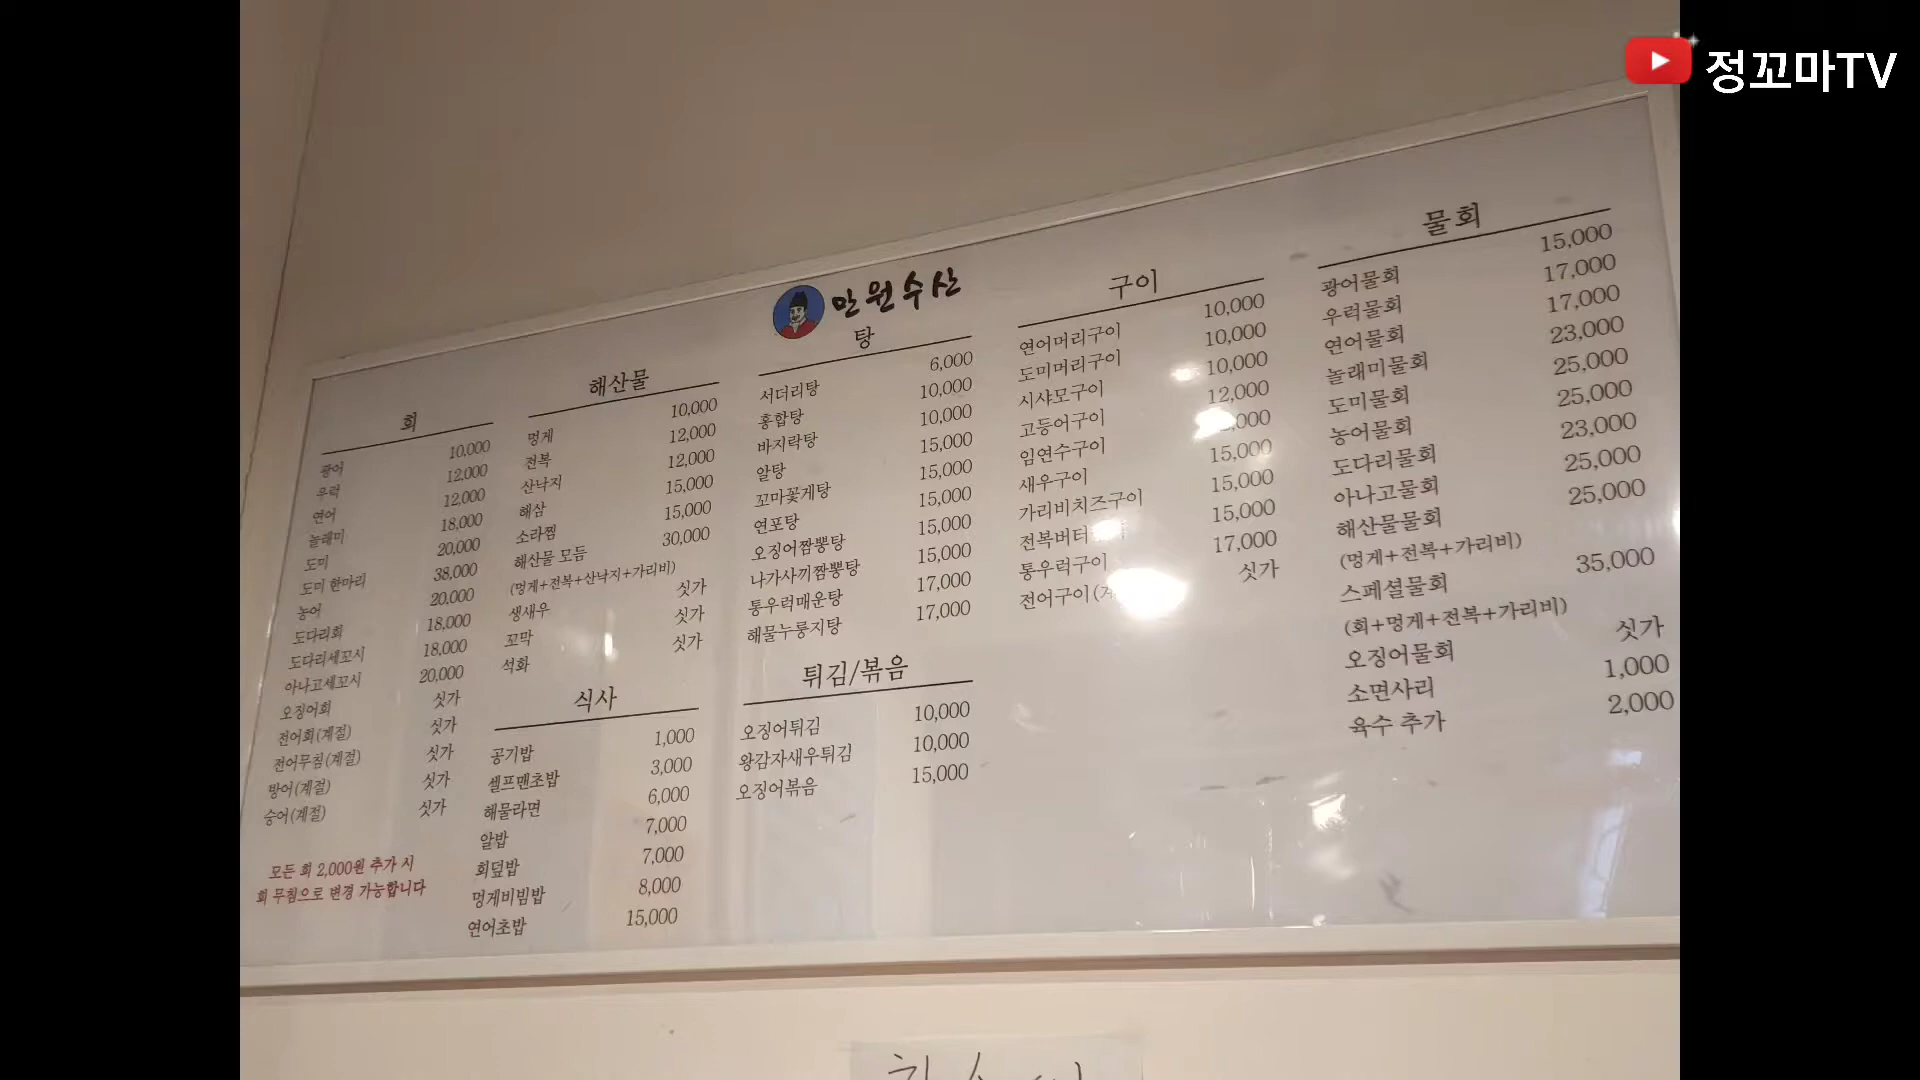 정꼬마TV
만원수산
회
광어 10,000
우럭 12,000
연어 12,000
놀래미 18,000
도미 20,000
도미 한마리 38,000
농어 20,000
도다리회 18,000
도다리세꼬시 18,000
아나고세꼬시 20,000
오징어회 싯가
전어회(계절) 싯가
전어무침(계절) 싯가
방어(계절) 싯가
숭어(계절) 싯가
모든 회 2,000원 추가 시
회 무침으로 변경 가능합니다
해산물
멍게 10,000
전복 12,000
산낙지 12,000
해삼 15,000
소라찜 15,000
해산물 모듬 30,000
(멍게+전복+산낙지+가리비)
생새우 싯가
꼬막 싯가
석화 싯가
식사
공기밥 1,000
셀프맨초밥 3,000
해물라면 6,000
알밥 7,000
회덮밥 7,000
멍게비빔밥 8,000
연어초밥 15,000
탕
서더리탕 6,000
홍합탕 10,000
바지락탕 10,000
알탕 15,000
꼬마꽃게탕 15,000
연포탕 15,000
오징어짬뽕탕 15,000
나가사끼짬뽕탕 15,000
통우럭매운탕 17,000
해물누룽지탕 17,000
튀김/볶음
오징어튀김 10,000
왕감자새우튀김 10,000
오징어볶음 15,000
구이
연어머리구이 10,000
도미머리구이 10,000
시샤모구이 10,000
고등어구이 12,000
임연수구이
새우구이 15,000
가리비치즈구이 15,000
전복버터 15,000
통우럭구이 17,000
전어구이 싯가
물회
광어물회 15,000
우럭물회 17,000
연어물회 17,000
놀래미물회 23,000
도미물회 25,000
농어물회 25,000
도다리물회 23,000
아나고물회 25,000
해산물물회 25,000
(멍게+전복+가리비)
스페셜물회 35,000
(회+멍게+전복+가리비)
오징어물회 싯가
소면사리 1,000
육수 추가 2,000